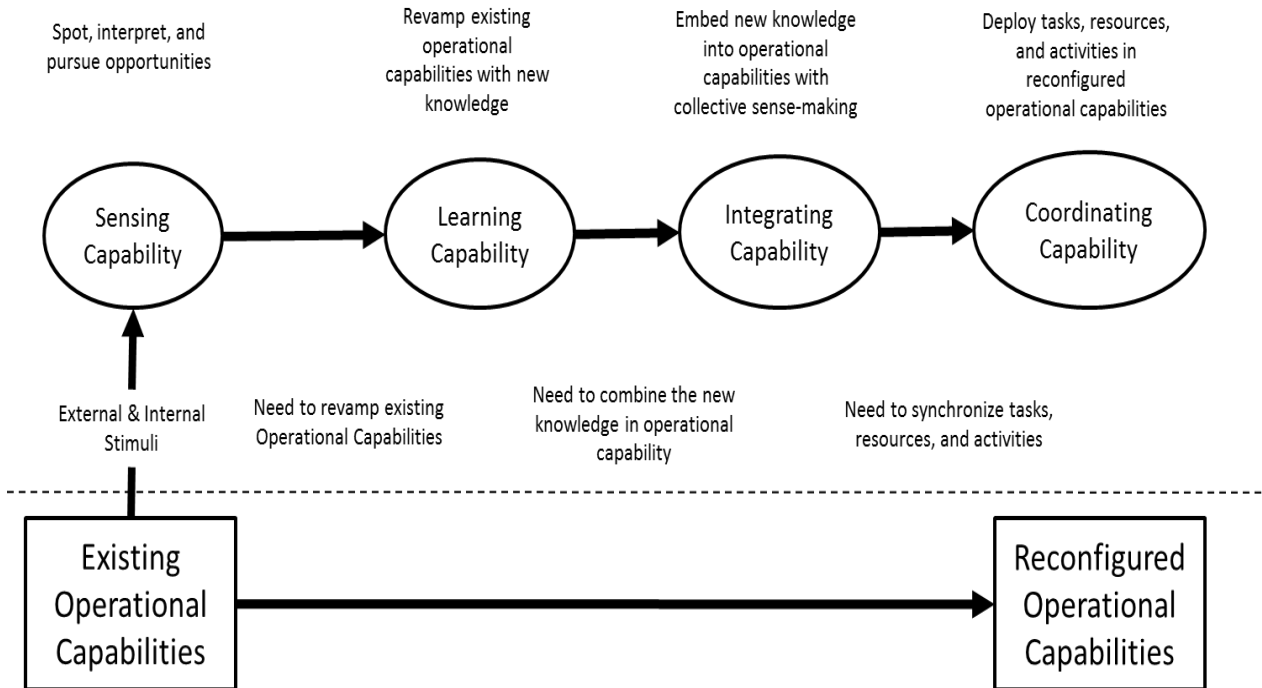 Spot, interpret, and
pursue opportunities
Revamp existing
operational
capabilities with new
knowledge
Embed new knowledge
into operational
capabilities with
collective sense-making
Deploy tasks, resources,
and activities in
reconfigured
operational capabilities
Sensing
Capability
Learning
Capability
Integrating
Capability
Coordinating
Capability
External & Internal
Stimuli
Need to revamp existing
Operational Capabilities
Need to combine the new
knowledge in operational
capability
Need to synchronize tasks,
resources, and activities
Existing
Operational
Capabilities
Reconfigured
Operational
Capabilities